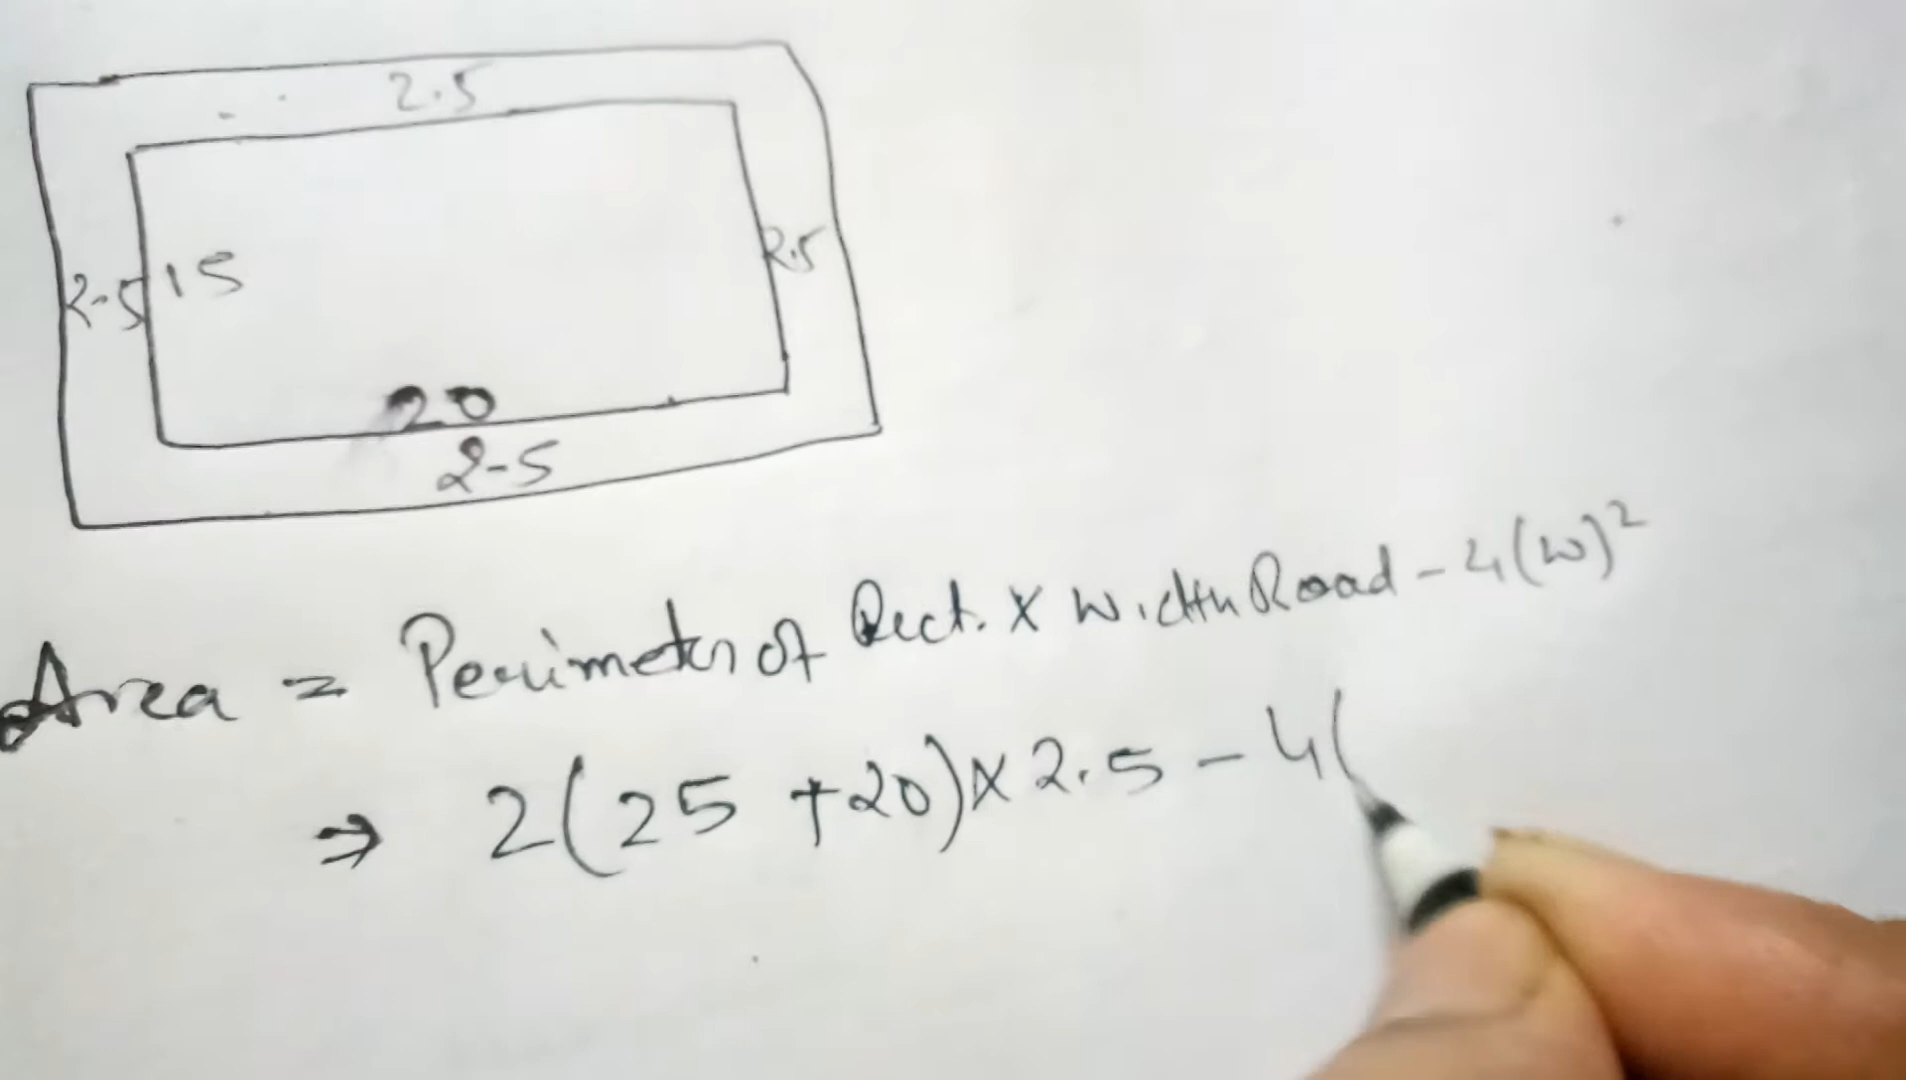 2.5
2-5 15 2.5
20
2-5
Area = Perimeter of Rect. x Width Road - 4(w)²
⇒ 2(25 +20)x2.5 - 4(